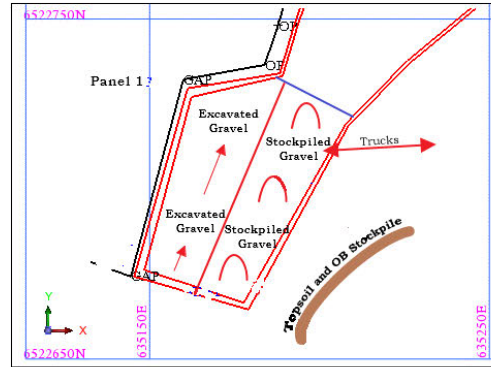 6522750N
OP
OP
GAP
Panel 1?
Excavated
Gravel
Stockpiled
Gravel
Trucks
Excavated
Gravel
Stockpiled
Gravel
Topsoil and OB Stockpile
GAP
Y
X
6522650N
635150E
635250E